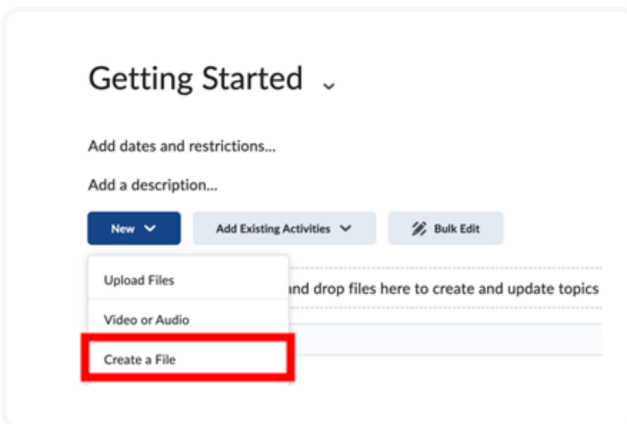 Getting Started
Add dates and restrictions...
Add a description...
New Add Existing Activities Bulk Edit
Upload Files
and drop files here to create and update topics
Video or Audio
Create a File